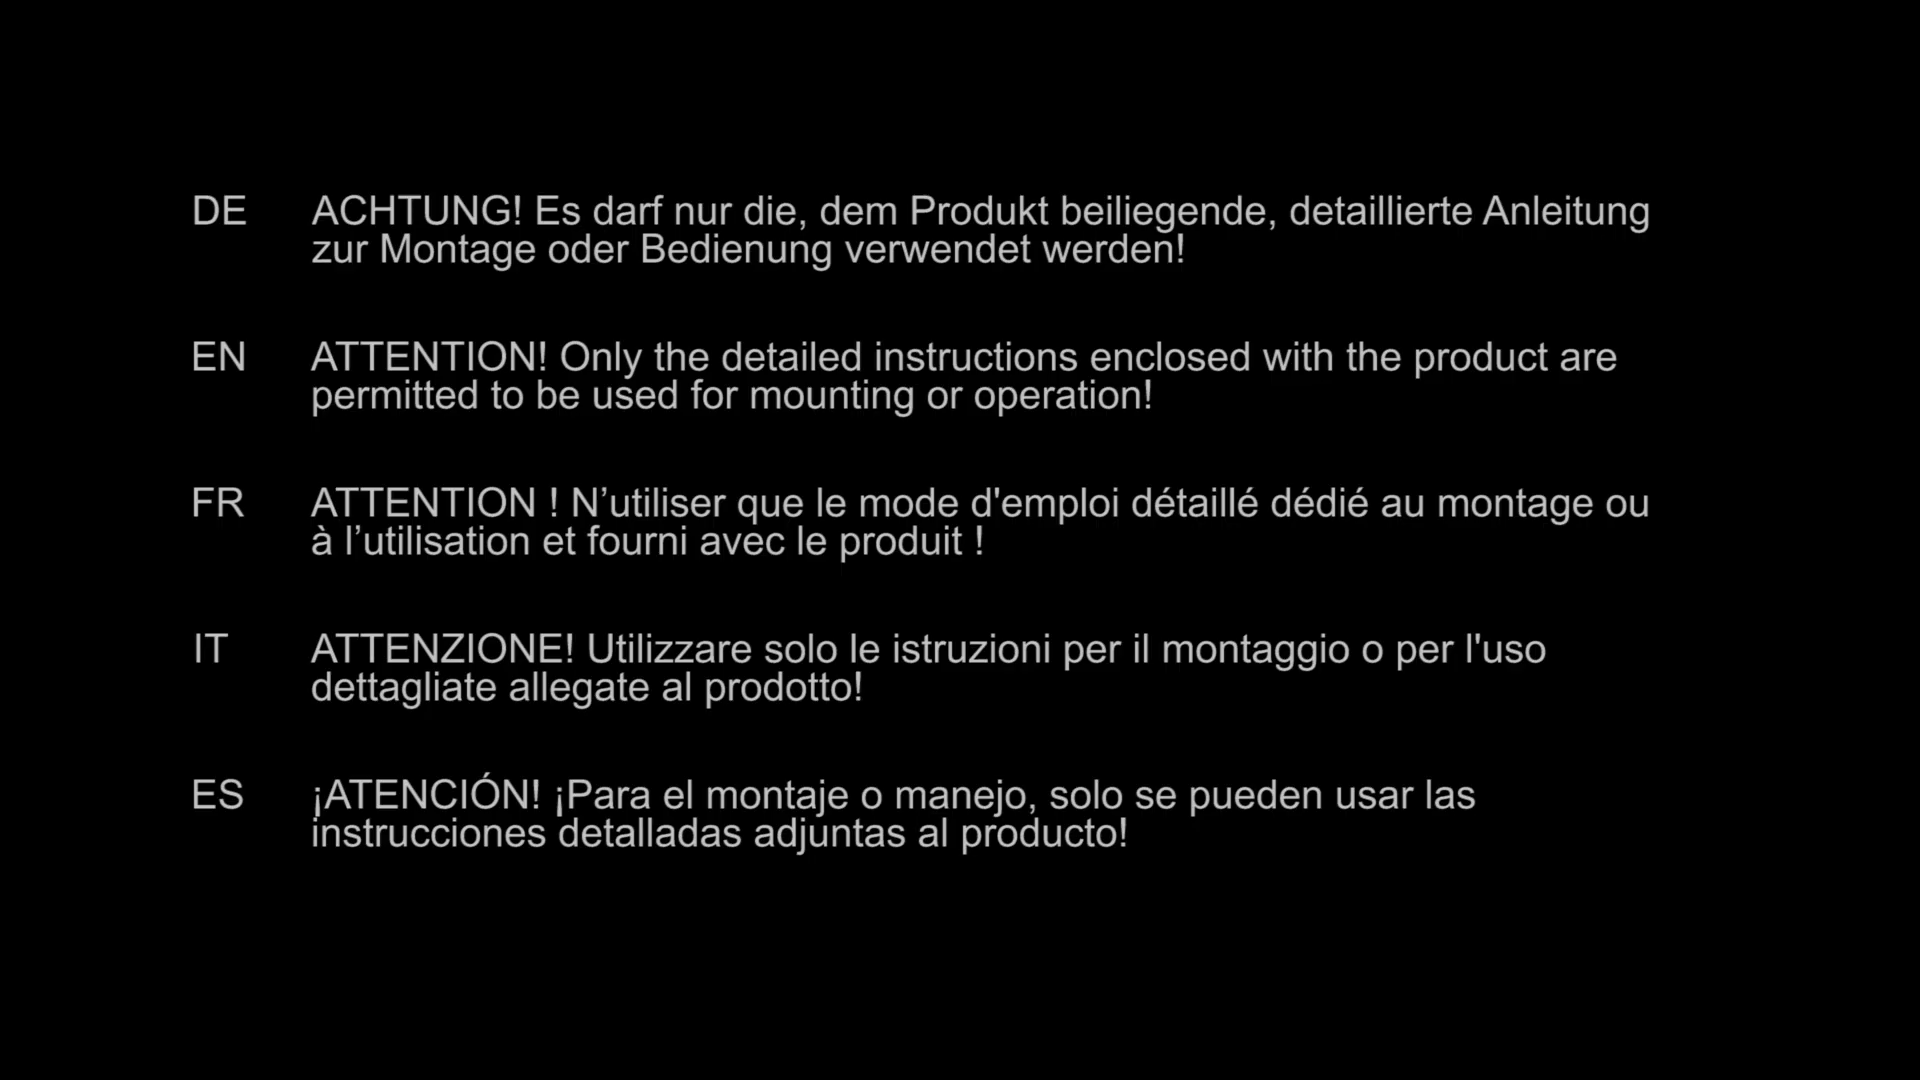 DE ACHTUNG! Es darf nur die, dem Produkt beiliegende, detaillierte Anleitung
zur Montage oder Bedienung verwendet werden!
EN ATTENTION! Only the detailed instructions enclosed with the product are
permitted to be used for mounting or operation!
FR ATTENTION ! N’utiliser que le mode d'emploi détaillé dédié au montage ou
à l’utilisation et fourni avec le produit !
IT ATTENZIONE! Utilizzare solo le istruzioni per il montaggio o per l'uso
dettagliate allegate al prodotto!
ES ¡ATENCIÓN! ¡Para el montaje o manejo, solo se pueden usar las
instrucciones detalladas adjuntas al producto!